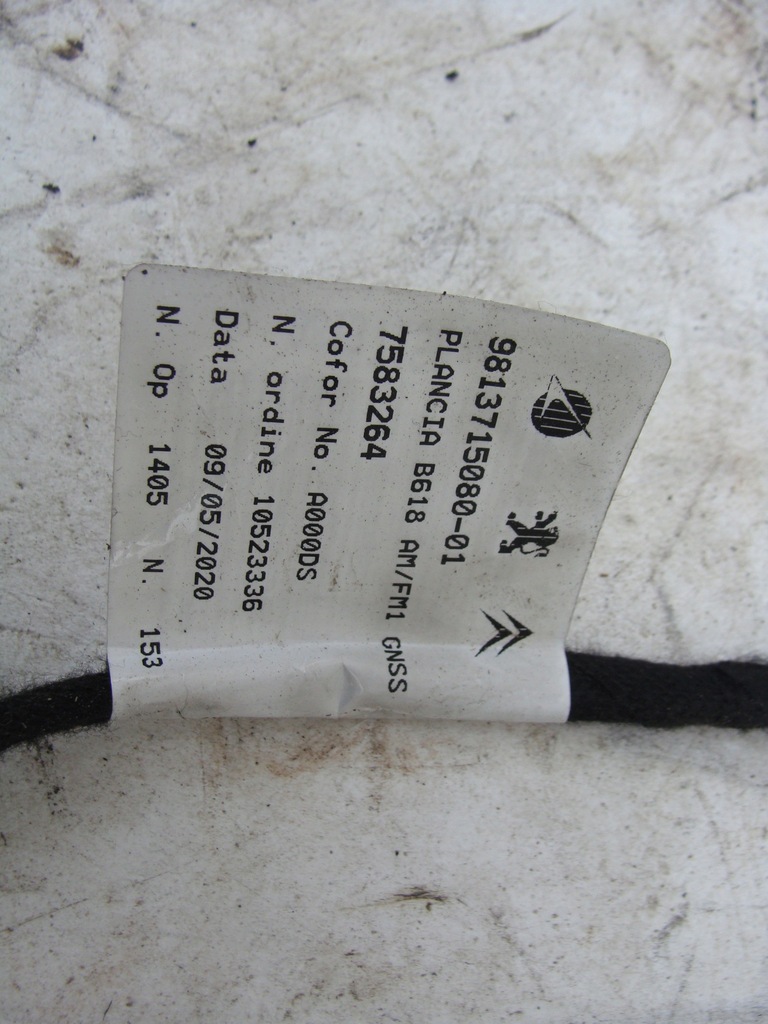 9813715080-01
PLANCIA B618 AM/FM1 GNSS
7583264
Cofor No. A000DS
N. ordine 10523336
Data 09/05/2020
N. Op 1405 N. 153